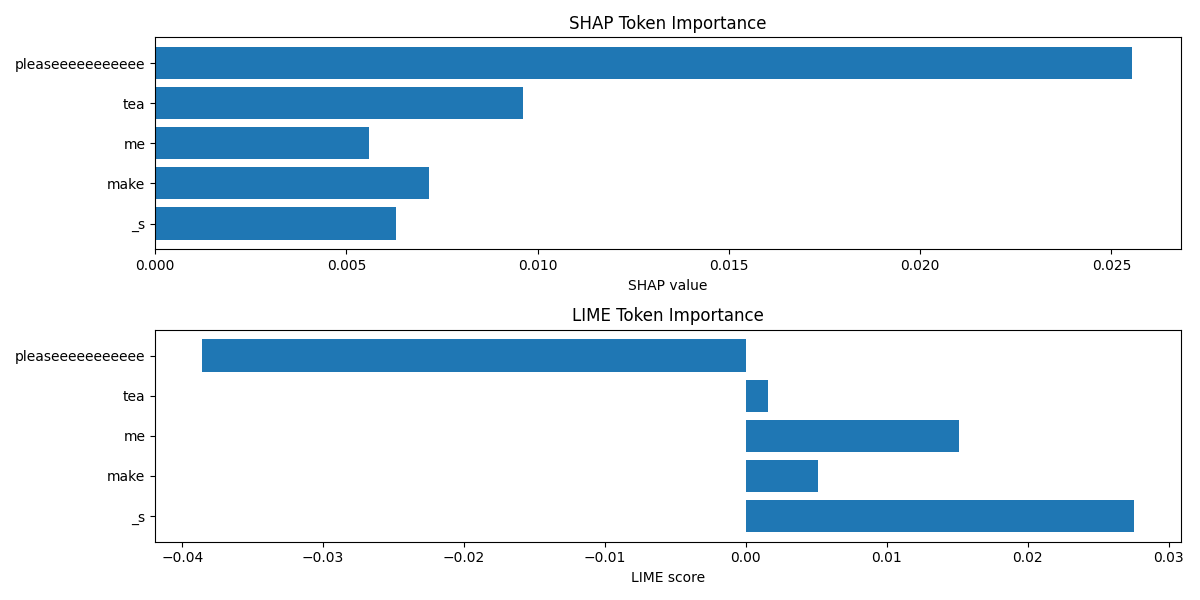 SHAP Token Importance
pleaseeeeeeeeeee
tea
me
make
_s
0.000 0.005 0.010 0.015 0.020 0.025
SHAP value
LIME Token Importance
pleaseeeeeeeeeee
tea
me
make
_s
−0.04 −0.03 −0.02 −0.01 0.00 0.01 0.02 0.03
LIME score